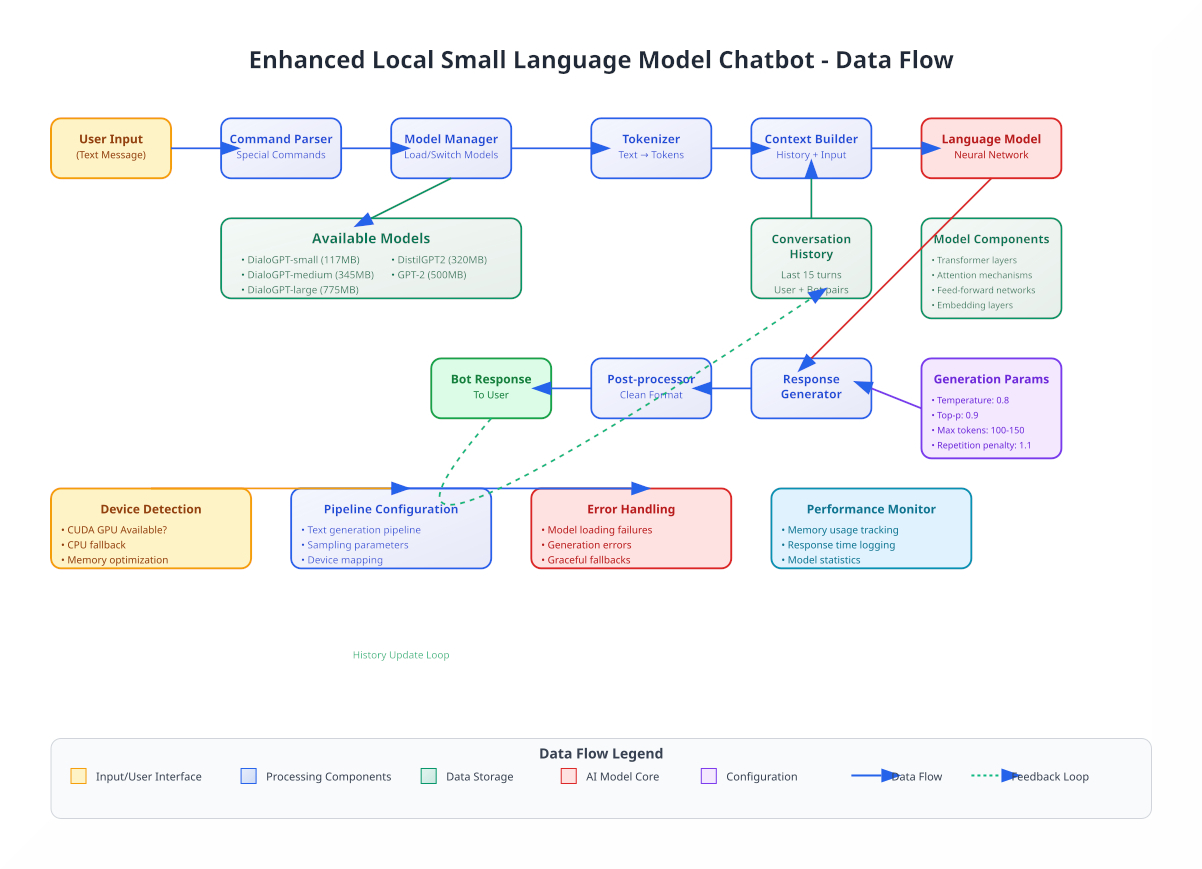 Enhanced Local Small Language Model Chatbot - Data Flow
User Input
(Text Message)
Command Parser
Special Commands
Model Manager
Load/Switch Models
Tokenizer
Text → Tokens
Context Builder
History + Input
Language Model
Neural Network
Available Models
• DialoGPT-small (117MB)
• DialoGPT-medium (345MB)
• DialoGPT-large (775MB)
• DistilGPT2 (320MB)
• GPT-2 (500MB)
Conversation
History
Last 15 turns
User + Bot pairs
Model Components
• Transformer layers
• Attention mechanisms
• Feed-forward networks
• Embedding layers
Bot Response
To User
Post-processor
Clean Format
Response
Generator
Generation Params
• Temperature: 0.8
• Top-p: 0.9
• Max tokens: 100-150
• Repetition penalty: 1.1
Device Detection
• CUDA GPU Available?
• CPU fallback
• Memory optimization
Pipeline Configuration
• Text generation pipeline
• Sampling parameters
• Device mapping
Error Handling
• Model loading failures
• Generation errors
• Graceful fallbacks
Performance Monitor
• Memory usage tracking
• Response time logging
• Model statistics
History Update Loop
Data Flow Legend
Input/User Interface
Processing Components
Data Storage
AI Model Core
Configuration
Data Flow
Feedback Loop